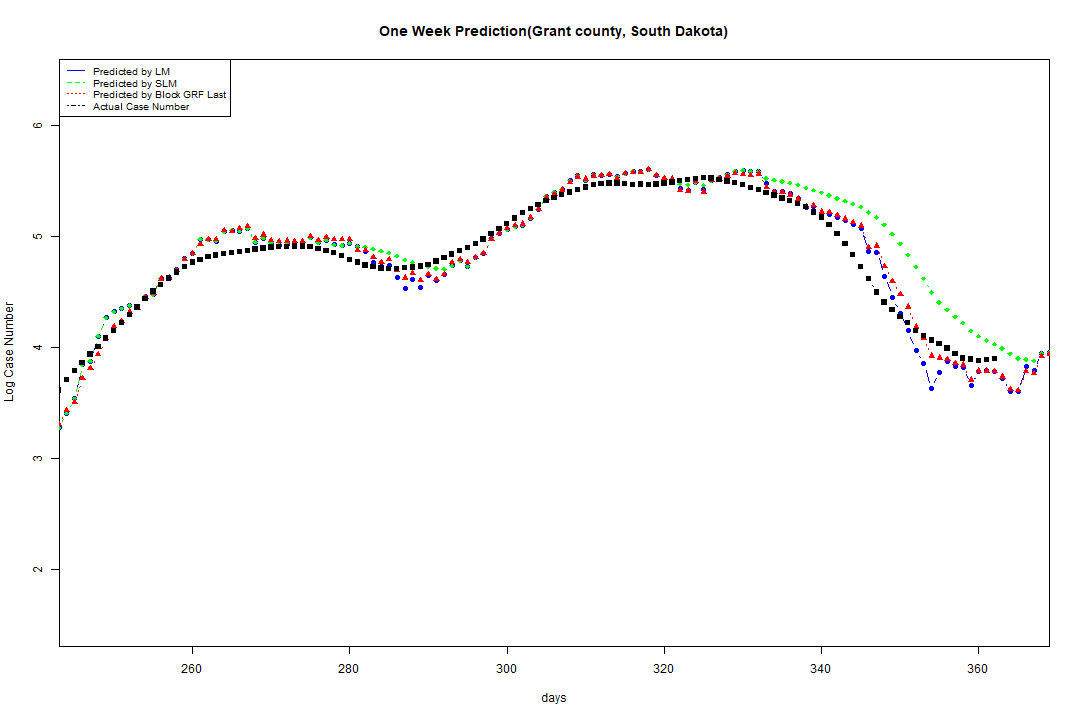 One Week Prediction(Grant county, South Dakota)
Predicted by LM
Predicted by SLM
Predicted by Block GRF Last
Actual Case Number
6
5
4
3
2
Log Case Number
260 280 300 320 340 360
days